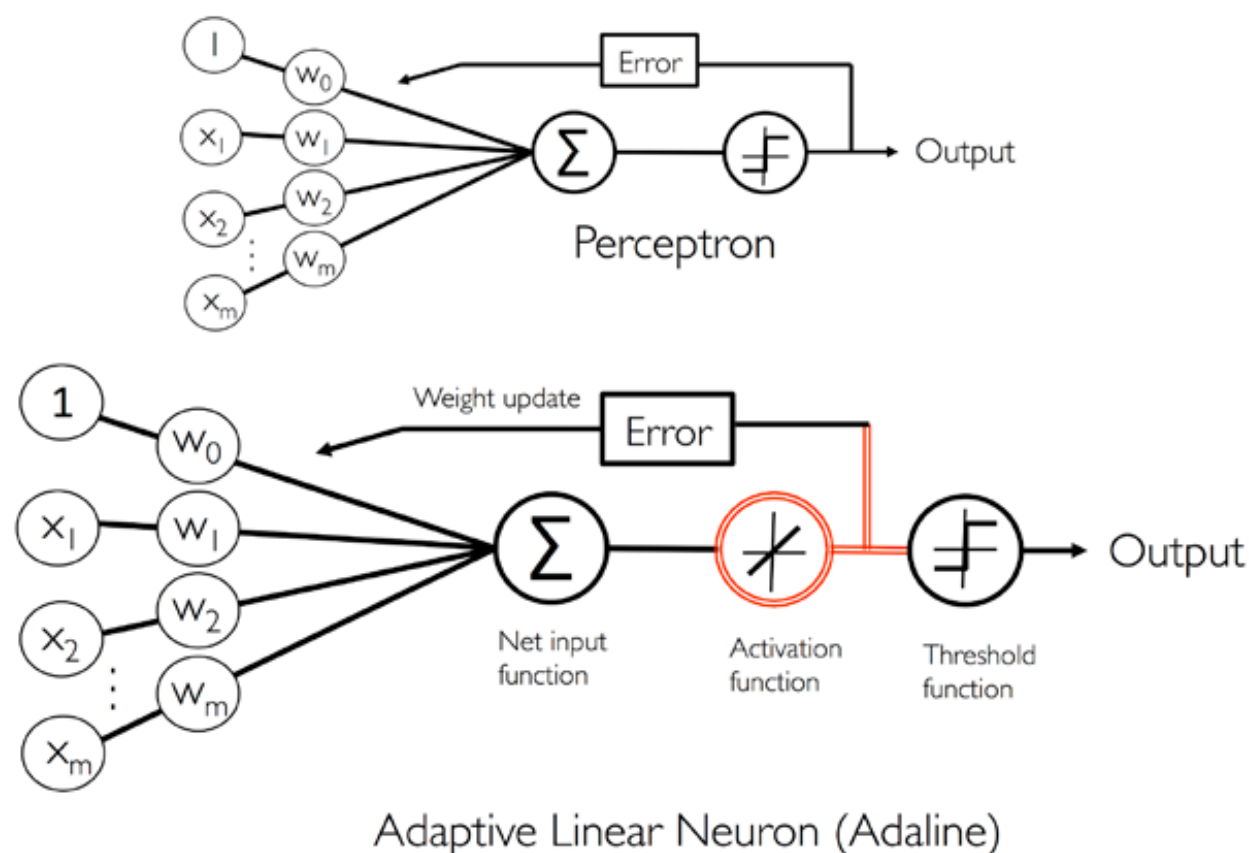 1
w₀
Error
x₁
w₁
Σ
Output
x₂
w₂
⋮
wₘ
xₘ
Perceptron
1
w₀
Weight update
Error
x₁
w₁
Σ
Output
x₂
w₂
⋮
wₘ
xₘ
Net input
function
Activation
function
Threshold
function
Adaptive Linear Neuron (Adaline)